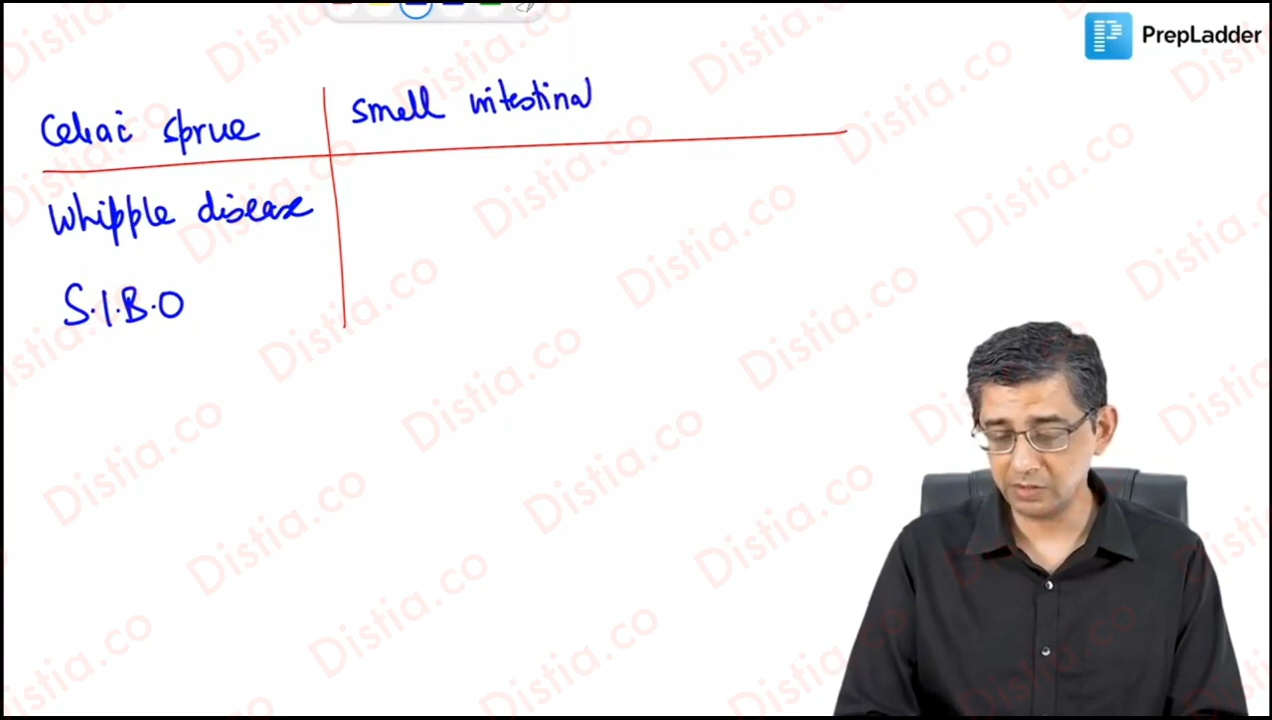 PrepLadder
Celiac sprue
Small intestinal
Whipple disease
S.I.B.O
Distia.co